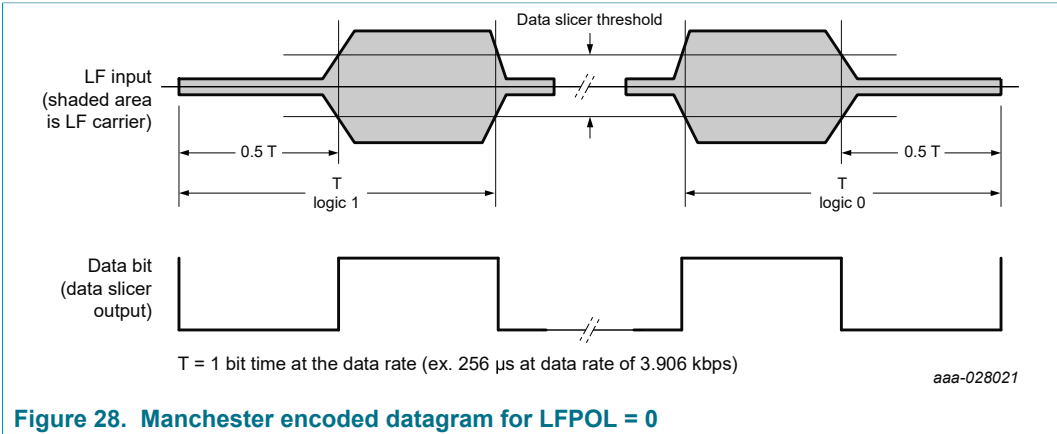 Data slicer threshold
LF input
(shaded area
is LF carrier)
0.5 T
0.5 T
T
logic 1
T
logic 0
Data bit
(data slicer
output)
T = 1 bit time at the data rate (ex. 256 μs at data rate of 3.906 kbps)
aaa-028021
Figure 28. Manchester encoded datagram for LFPOL = 0